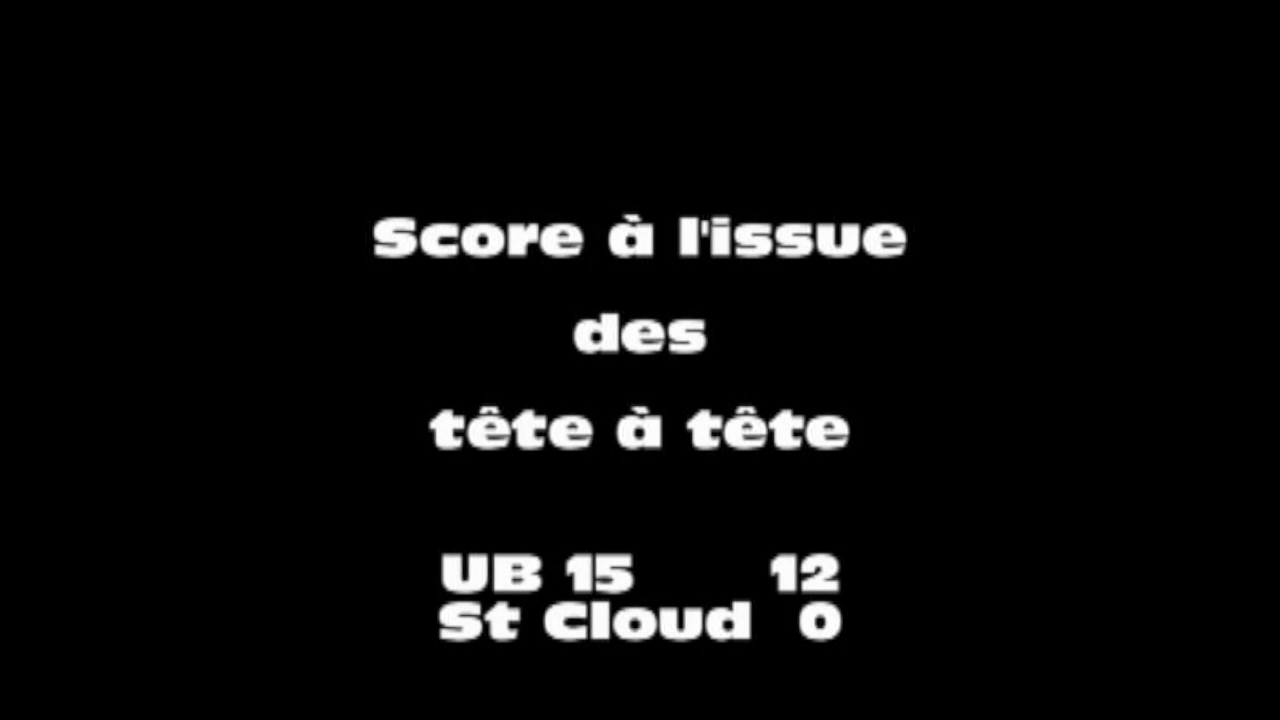 Score à l'issue
des
tête à tête
UB 15 12
St Cloud 0